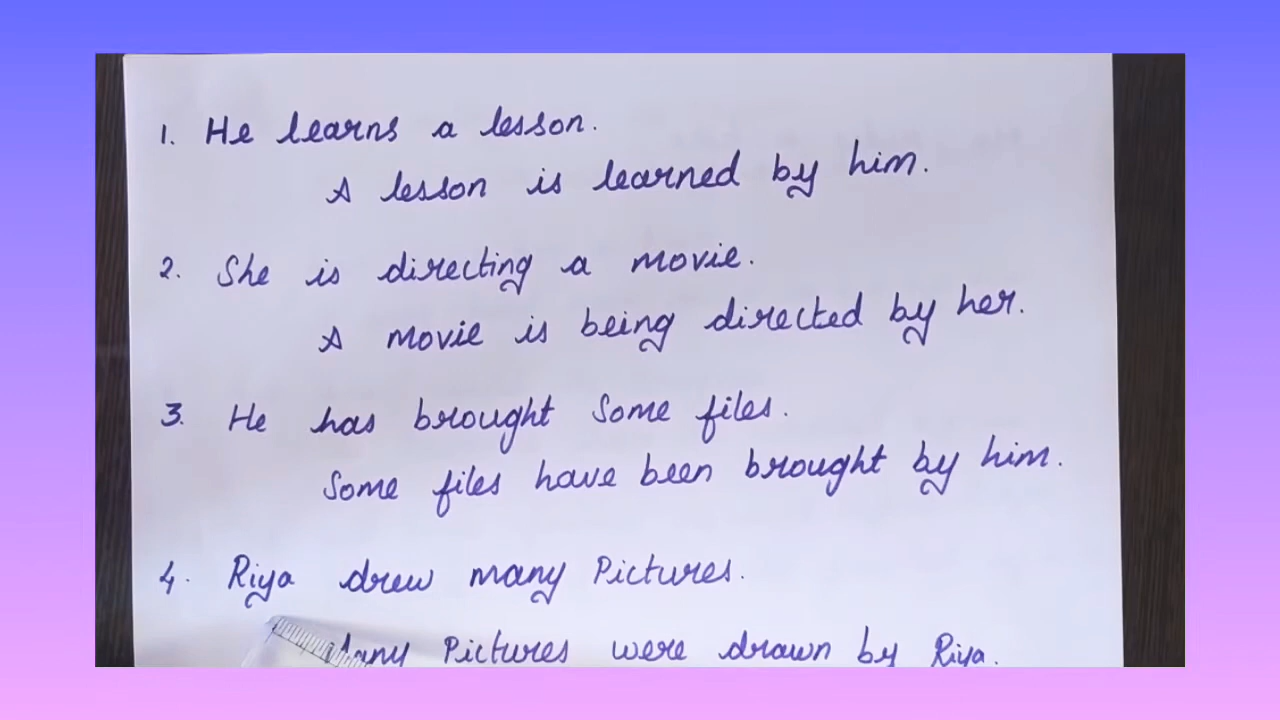 1. He learns a lesson.
A lesson is learned by him.
2. She is directing a movie.
A movie is being directed by her.
3. He has brought some files.
Some files have been brought by him.
4. Riya drew many Pictures.
Many Pictures were drawn by Riya.